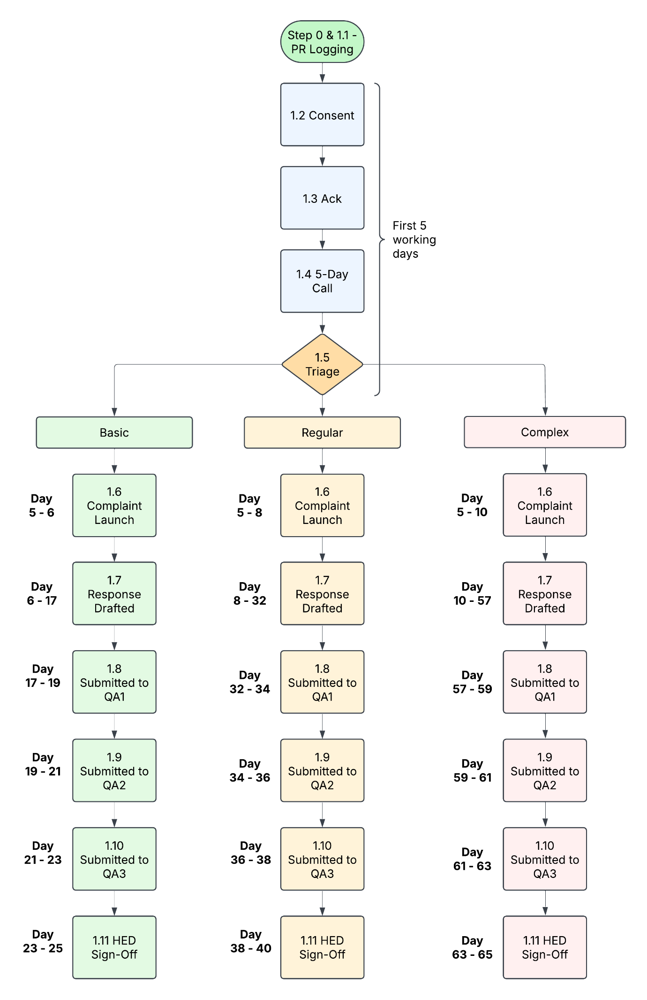 Step 0 & 1.1 -
PR Logging
1.2 Consent
1.3 Ack
First 5
working
days
1.4 5-Day
Call
1.5
Triage
Basic
Regular
Complex
Day
5 - 6
1.6
Complaint
Launch
Day
5 - 8
1.6
Complaint
Launch
Day
5 - 10
1.6
Complaint
Launch
Day
6 - 17
1.7
Response
Drafted
Day
8 - 32
1.7
Response
Drafted
Day
10 - 57
1.7
Response
Drafted
Day
17 - 19
1.8
Submitted to
QA1
Day
32 - 34
1.8
Submitted to
QA1
Day
57 - 59
1.8
Submitted to
QA1
Day
19 - 21
1.9
Submitted to
QA2
Day
34 - 36
1.9
Submitted to
QA2
Day
59 - 61
1.9
Submitted to
QA2
Day
21 - 23
1.10
Submitted to
QA3
Day
36 - 38
1.10
Submitted to
QA3
Day
61 - 63
1.10
Submitted to
QA3
Day
23 - 25
1.11 HED
Sign-Off
Day
38 - 40
1.11 HED
Sign-Off
Day
63 - 65
1.11 HED
Sign-Off